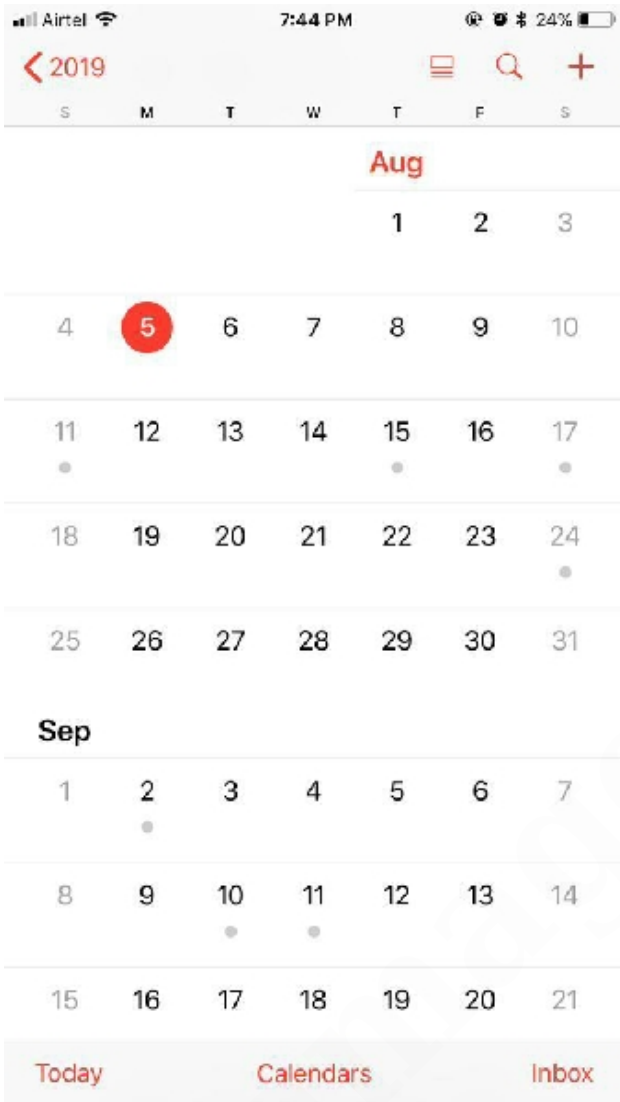 Airtel 7:44 PM 24%
2019
S M T W T F S
Aug
1 2 3
4 5 6 7 8 9 10
11 12 13 14 15 16 17
18 19 20 21 22 23 24
25 26 27 28 29 30 31
Sep
1 2 3 4 5 6 7
8 9 10 11 12 13 14
15 16 17 18 19 20 21
Today Calendars Inbox